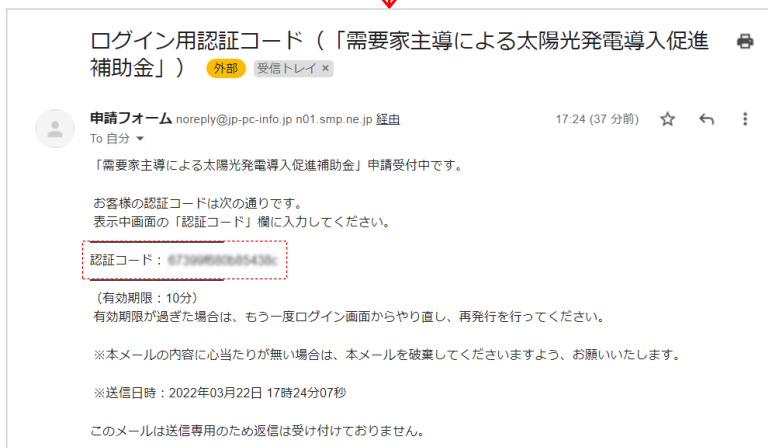 ログイン用認証コード（「需要家主導による太陽光発電導入促進
補助金」） 外部 受信トレイ ×
申請フォーム noreply@jp-pc-info.jp n01.smp.ne.jp 経由 17:24 (37 分前)
To 自分
「需要家主導による太陽光発電導入促進補助金」申請受付中です。
お客様の認証コードは次の通りです。
表示中画面の「認証コード」欄に入力してください。
認証コード：
（有効期限：10分）
有効期限が過ぎた場合は、もう一度ログイン画面からやり直し、再発行を行ってください。
※本メールの内容に心当たりが無い場合は、本メールを破棄してくださいますよう、お願いいたします。
※送信日時：2022年03月22日 17時24分07秒
このメールは送信専用のため返信は受け付けておりません。